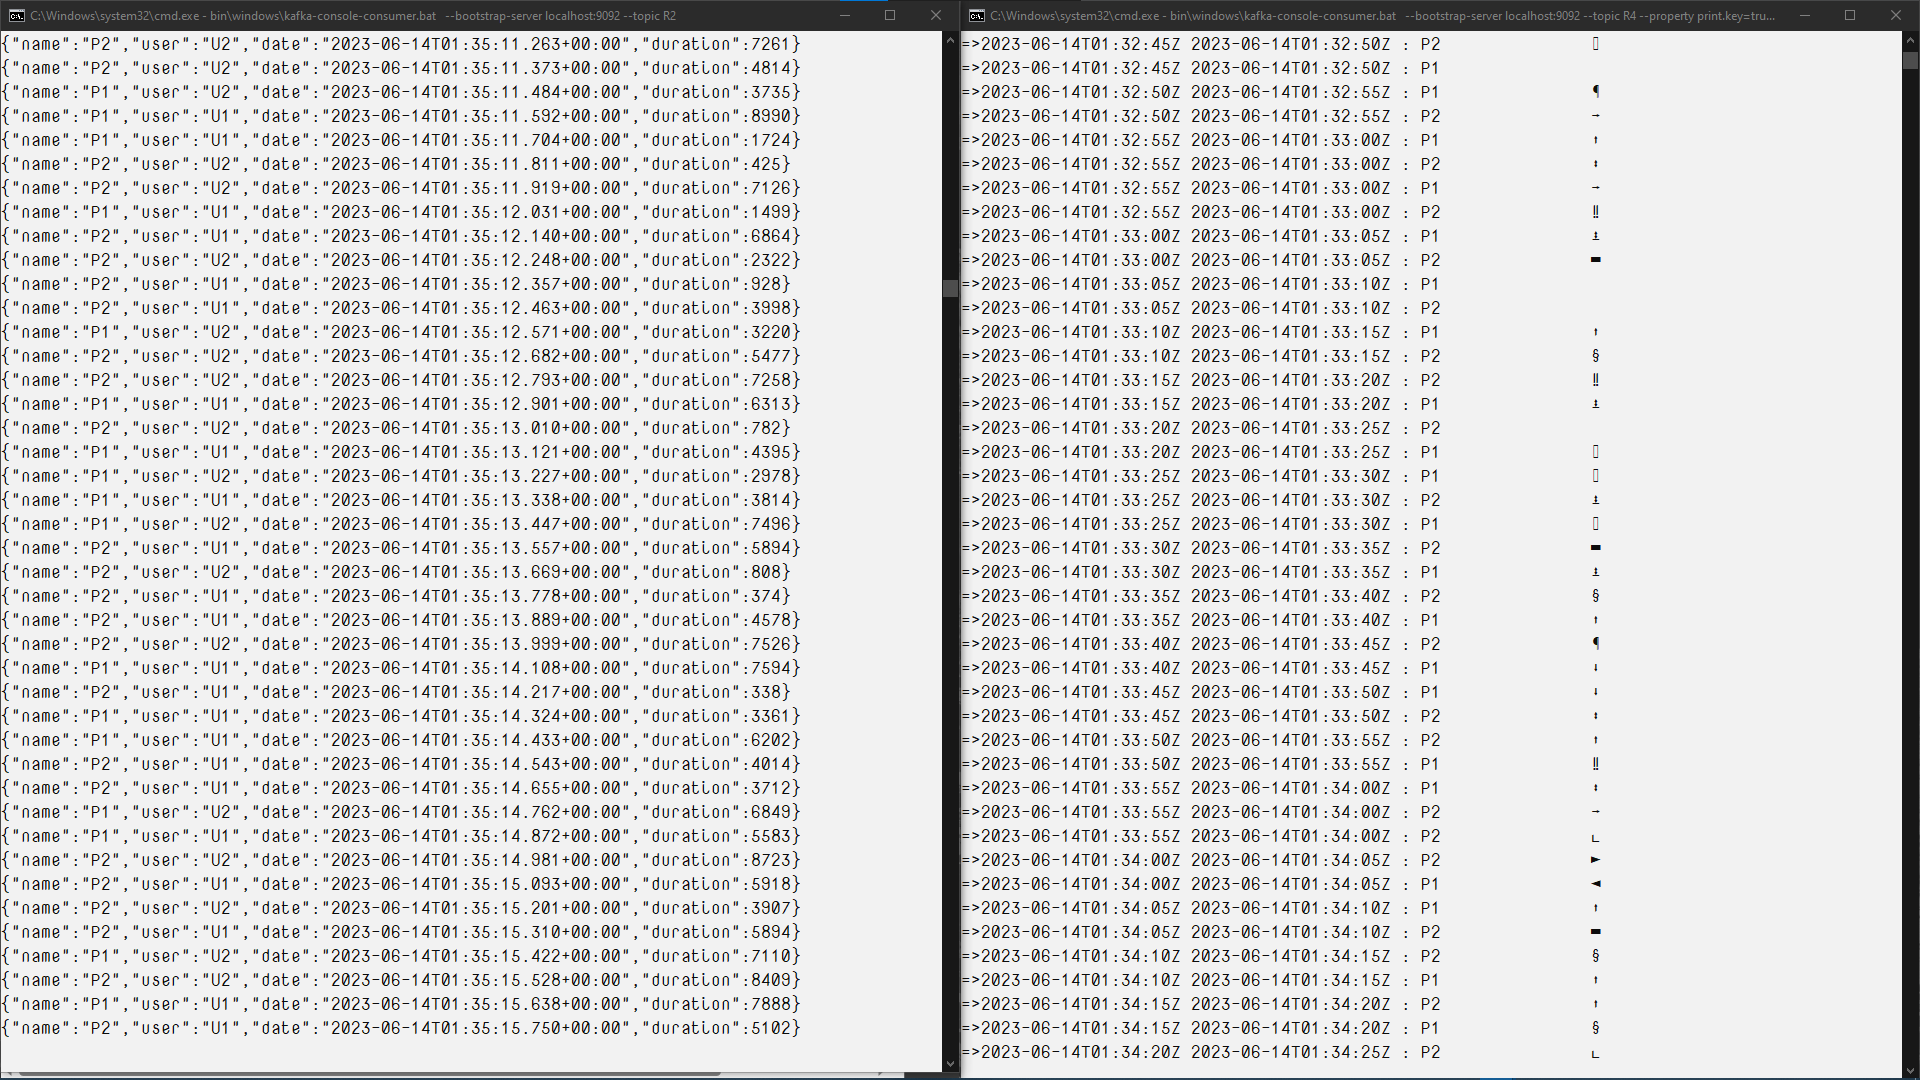 C:\Windows\system32\cmd.exe - bin\windows\kafka-console-consumer.bat --bootstrap-server localhost:9092 --topic R2
{"name":"P2","user":"U2","date":"2023-06-14T01:35:11.263+00:00","duration":7261}
{"name":"P2","user":"U2","date":"2023-06-14T01:35:11.373+00:00","duration":4814}
{"name":"P1","user":"U2","date":"2023-06-14T01:35:11.484+00:00","duration":3735}
{"name":"P1","user":"U1","date":"2023-06-14T01:35:11.592+00:00","duration":8990}
{"name":"P1","user":"U1","date":"2023-06-14T01:35:11.704+00:00","duration":1724}
{"name":"P2","user":"U2","date":"2023-06-14T01:35:11.811+00:00","duration":425}
{"name":"P2","user":"U2","date":"2023-06-14T01:35:11.919+00:00","duration":7126}
{"name":"P1","user":"U1","date":"2023-06-14T01:35:12.031+00:00","duration":1499}
{"name":"P2","user":"U1","date":"2023-06-14T01:35:12.140+00:00","duration":6864}
{"name":"P2","user":"U2","date":"2023-06-14T01:35:12.248+00:00","duration":2322}
{"name":"P1","user":"U2","date":"2023-06-14T01:35:12.357+00:00","duration":928}
{"name":"P2","user":"U1","date":"2023-06-14T01:35:12.463+00:00","duration":3998}
{"name":"P1","user":"U2","date":"2023-06-14T01:35:12.571+00:00","duration":3220}
{"name":"P2","user":"U2","date":"2023-06-14T01:35:12.682+00:00","duration":5477}
{"name":"P2","user":"U2","date":"2023-06-14T01:35:12.793+00:00","duration":7258}
{"name":"P1","user":"U1","date":"2023-06-14T01:35:12.901+00:00","duration":6313}
{"name":"P2","user":"U2","date":"2023-06-14T01:35:13.010+00:00","duration":782}
{"name":"P1","user":"U1","date":"2023-06-14T01:35:13.121+00:00","duration":4395}
{"name":"P1","user":"U2","date":"2023-06-14T01:35:13.227+00:00","duration":2978}
{"name":"P1","user":"U1","date":"2023-06-14T01:35:13.338+00:00","duration":3814}
{"name":"P1","user":"U2","date":"2023-06-14T01:35:13.447+00:00","duration":7496}
{"name":"P2","user":"U1","date":"2023-06-14T01:35:13.557+00:00","duration":5894}
{"name":"P2","user":"U2","date":"2023-06-14T01:35:13.669+00:00","duration":808}
{"name":"P2","user":"U1","date":"2023-06-14T01:35:13.778+00:00","duration":374}
{"name":"P2","user":"U1","date":"2023-06-14T01:35:13.889+00:00","duration":4578}
{"name":"P2","user":"U2","date":"2023-06-14T01:35:13.999+00:00","duration":7526}
{"name":"P1","user":"U1","date":"2023-06-14T01:35:14.108+00:00","duration":7594}
{"name":"P2","user":"U1","date":"2023-06-14T01:35:14.217+00:00","duration":338}
{"name":"P1","user":"U1","date":"2023-06-14T01:35:14.324+00:00","duration":3361}
{"name":"P1","user":"U1","date":"2023-06-14T01:35:14.433+00:00","duration":6202}
{"name":"P2","user":"U1","date":"2023-06-14T01:35:14.543+00:00","duration":4014}
{"name":"P2","user":"U1","date":"2023-06-14T01:35:14.655+00:00","duration":3712}
{"name":"P1","user":"U2","date":"2023-06-14T01:35:14.762+00:00","duration":6849}
{"name":"P1","user":"U1","date":"2023-06-14T01:35:14.872+00:00","duration":5583}
{"name":"P2","user":"U2","date":"2023-06-14T01:35:14.981+00:00","duration":8723}
{"name":"P2","user":"U1","date":"2023-06-14T01:35:15.093+00:00","duration":5918}
{"name":"P2","user":"U2","date":"2023-06-14T01:35:15.201+00:00","duration":3907}
{"name":"P2","user":"U1","date":"2023-06-14T01:35:15.310+00:00","duration":5894}
{"name":"P1","user":"U2","date":"2023-06-14T01:35:15.422+00:00","duration":7110}
{"name":"P2","user":"U2","date":"2023-06-14T01:35:15.528+00:00","duration":8409}
{"name":"P1","user":"U2","date":"2023-06-14T01:35:15.638+00:00","duration":7888}
{"name":"P2","user":"U1","date":"2023-06-14T01:35:15.750+00:00","duration":5102}
C:\Windows\system32\cmd.exe - bin\windows\kafka-console-consumer.bat --bootstrap-server localhost:9092 --topic R4 --property print.key=tru...
=>2023-06-14T01:32:45Z 2023-06-14T01:32:50Z : P2
=>2023-06-14T01:32:45Z 2023-06-14T01:32:50Z : P1
=>2023-06-14T01:32:50Z 2023-06-14T01:32:55Z : P1 ¶
=>2023-06-14T01:32:50Z 2023-06-14T01:32:55Z : P2 →
=>2023-06-14T01:32:55Z 2023-06-14T01:33:00Z : P1 ↑
=>2023-06-14T01:32:55Z 2023-06-14T01:33:00Z : P2 ↕
=>2023-06-14T01:32:55Z 2023-06-14T01:33:00Z : P1 →
=>2023-06-14T01:32:55Z 2023-06-14T01:33:00Z : P2 ‼
=>2023-06-14T01:33:00Z 2023-06-14T01:33:05Z : P1 ↨
=>2023-06-14T01:33:00Z 2023-06-14T01:33:05Z : P2 ▬
=>2023-06-14T01:33:05Z 2023-06-14T01:33:10Z : P1
=>2023-06-14T01:33:05Z 2023-06-14T01:33:10Z : P2
=>2023-06-14T01:33:10Z 2023-06-14T01:33:15Z : P1 ↑
=>2023-06-14T01:33:10Z 2023-06-14T01:33:15Z : P2 §
=>2023-06-14T01:33:15Z 2023-06-14T01:33:20Z : P2 ‼
=>2023-06-14T01:33:15Z 2023-06-14T01:33:20Z : P1 ↨
=>2023-06-14T01:33:20Z 2023-06-14T01:33:25Z : P2
=>2023-06-14T01:33:20Z 2023-06-14T01:33:25Z : P1
=>2023-06-14T01:33:25Z 2023-06-14T01:33:30Z : P1
=>2023-06-14T01:33:25Z 2023-06-14T01:33:30Z : P2 ↨
=>2023-06-14T01:33:25Z 2023-06-14T01:33:30Z : P1
=>2023-06-14T01:33:30Z 2023-06-14T01:33:35Z : P2 ▬
=>2023-06-14T01:33:30Z 2023-06-14T01:33:35Z : P1 ↨
=>2023-06-14T01:33:35Z 2023-06-14T01:33:40Z : P2 §
=>2023-06-14T01:33:35Z 2023-06-14T01:33:40Z : P1 ↑
=>2023-06-14T01:33:40Z 2023-06-14T01:33:45Z : P2 ¶
=>2023-06-14T01:33:40Z 2023-06-14T01:33:45Z : P1 ↓
=>2023-06-14T01:33:45Z 2023-06-14T01:33:50Z : P1 ↓
=>2023-06-14T01:33:45Z 2023-06-14T01:33:50Z : P2 ↕
=>2023-06-14T01:33:50Z 2023-06-14T01:33:55Z : P2 ↑
=>2023-06-14T01:33:50Z 2023-06-14T01:33:55Z : P1 ‼
=>2023-06-14T01:33:55Z 2023-06-14T01:34:00Z : P1 ↕
=>2023-06-14T01:33:55Z 2023-06-14T01:34:00Z : P2 →
=>2023-06-14T01:33:55Z 2023-06-14T01:34:00Z : P2 ∟
=>2023-06-14T01:34:00Z 2023-06-14T01:34:05Z : P2 ►
=>2023-06-14T01:34:00Z 2023-06-14T01:34:05Z : P1 ◄
=>2023-06-14T01:34:05Z 2023-06-14T01:34:10Z : P1 ↑
=>2023-06-14T01:34:05Z 2023-06-14T01:34:10Z : P2 ▬
=>2023-06-14T01:34:10Z 2023-06-14T01:34:15Z : P2 §
=>2023-06-14T01:34:10Z 2023-06-14T01:34:15Z : P1 ↑
=>2023-06-14T01:34:15Z 2023-06-14T01:34:20Z : P2 ↑
=>2023-06-14T01:34:15Z 2023-06-14T01:34:20Z : P1 §
=>2023-06-14T01:34:20Z 2023-06-14T01:34:25Z : P2 ∟